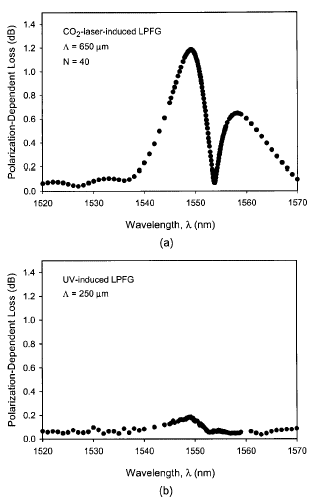 Polarization-Dependent Loss (dB)
1.4
1.2
1.0
0.8
0.6
0.4
0.2
0.0
CO₂-laser-induced LPFG
Λ = 650 μm
N = 40
1520 1530 1540 1550 1560 1570
Wavelength, λ (nm)
(a)
Polarization-Dependent Loss (dB)
1.4
1.2
1.0
0.8
0.6
0.4
0.2
0.0
UV-induced LPFG
Λ = 250 μm
1520 1530 1540 1550 1560 1570
Wavelength, λ (nm)
(b)